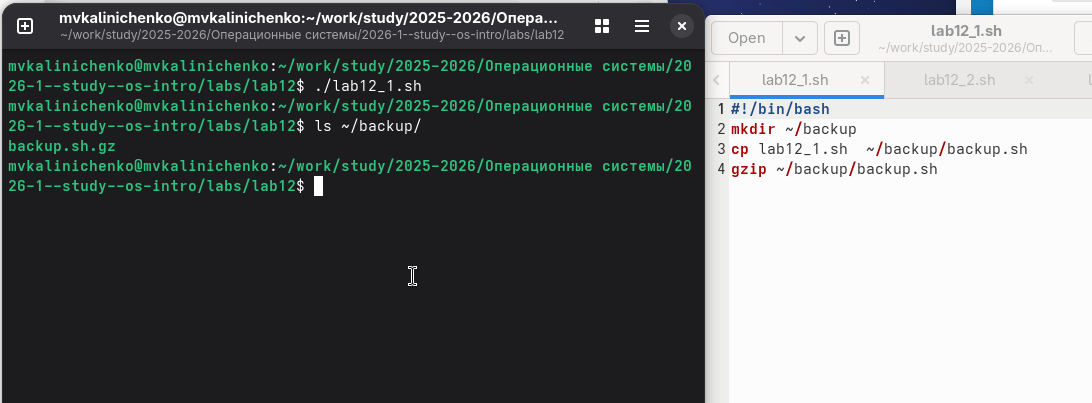 mvkalinichenko@mvkalinichenko:~/work/study/2025-2026/Опера...
~/work/study/2025-2026/Операционные системы/2026-1--study--os-intro/labs/lab12
mvkalinichenko@mvkalinichenko:~/work/study/2025-2026/Операционные системы/20
26-1--study--os-intro/labs/lab12$ ./lab12_1.sh
mvkalinichenko@mvkalinichenko:~/work/study/2025-2026/Операционные системы/20
26-1--study--os-intro/labs/lab12$ ls ~/backup/
backup.sh.gz
mvkalinichenko@mvkalinichenko:~/work/study/2025-2026/Операционные системы/20
26-1--study--os-intro/labs/lab12$
Open
lab12_1.sh
~/work/study/2025-2026/Оп...
lab12_1.sh
lab12_2.sh
1 #!/bin/bash
2 mkdir ~/backup
3 cp  lab12_1.sh  ~/backup/backup.sh
4 gzip ~/backup/backup.sh